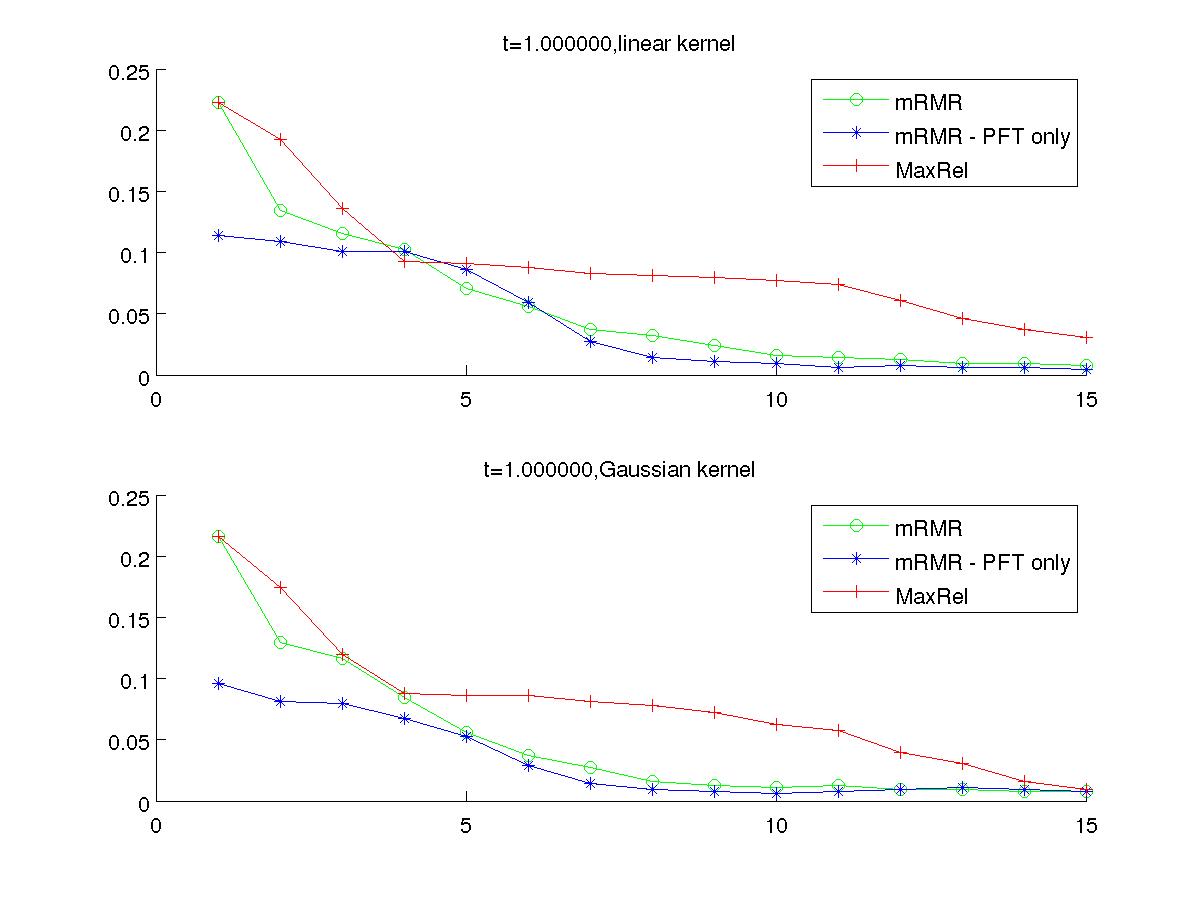 t=1.000000,linear kernel
0.25
0.2
0.15
0.1
0.05
0
0 5 10 15
mRMR
mRMR - PFT only
MaxRel
t=1.000000,Gaussian kernel
0.25
0.2
0.15
0.1
0.05
0
0 5 10 15
mRMR
mRMR - PFT only
MaxRel